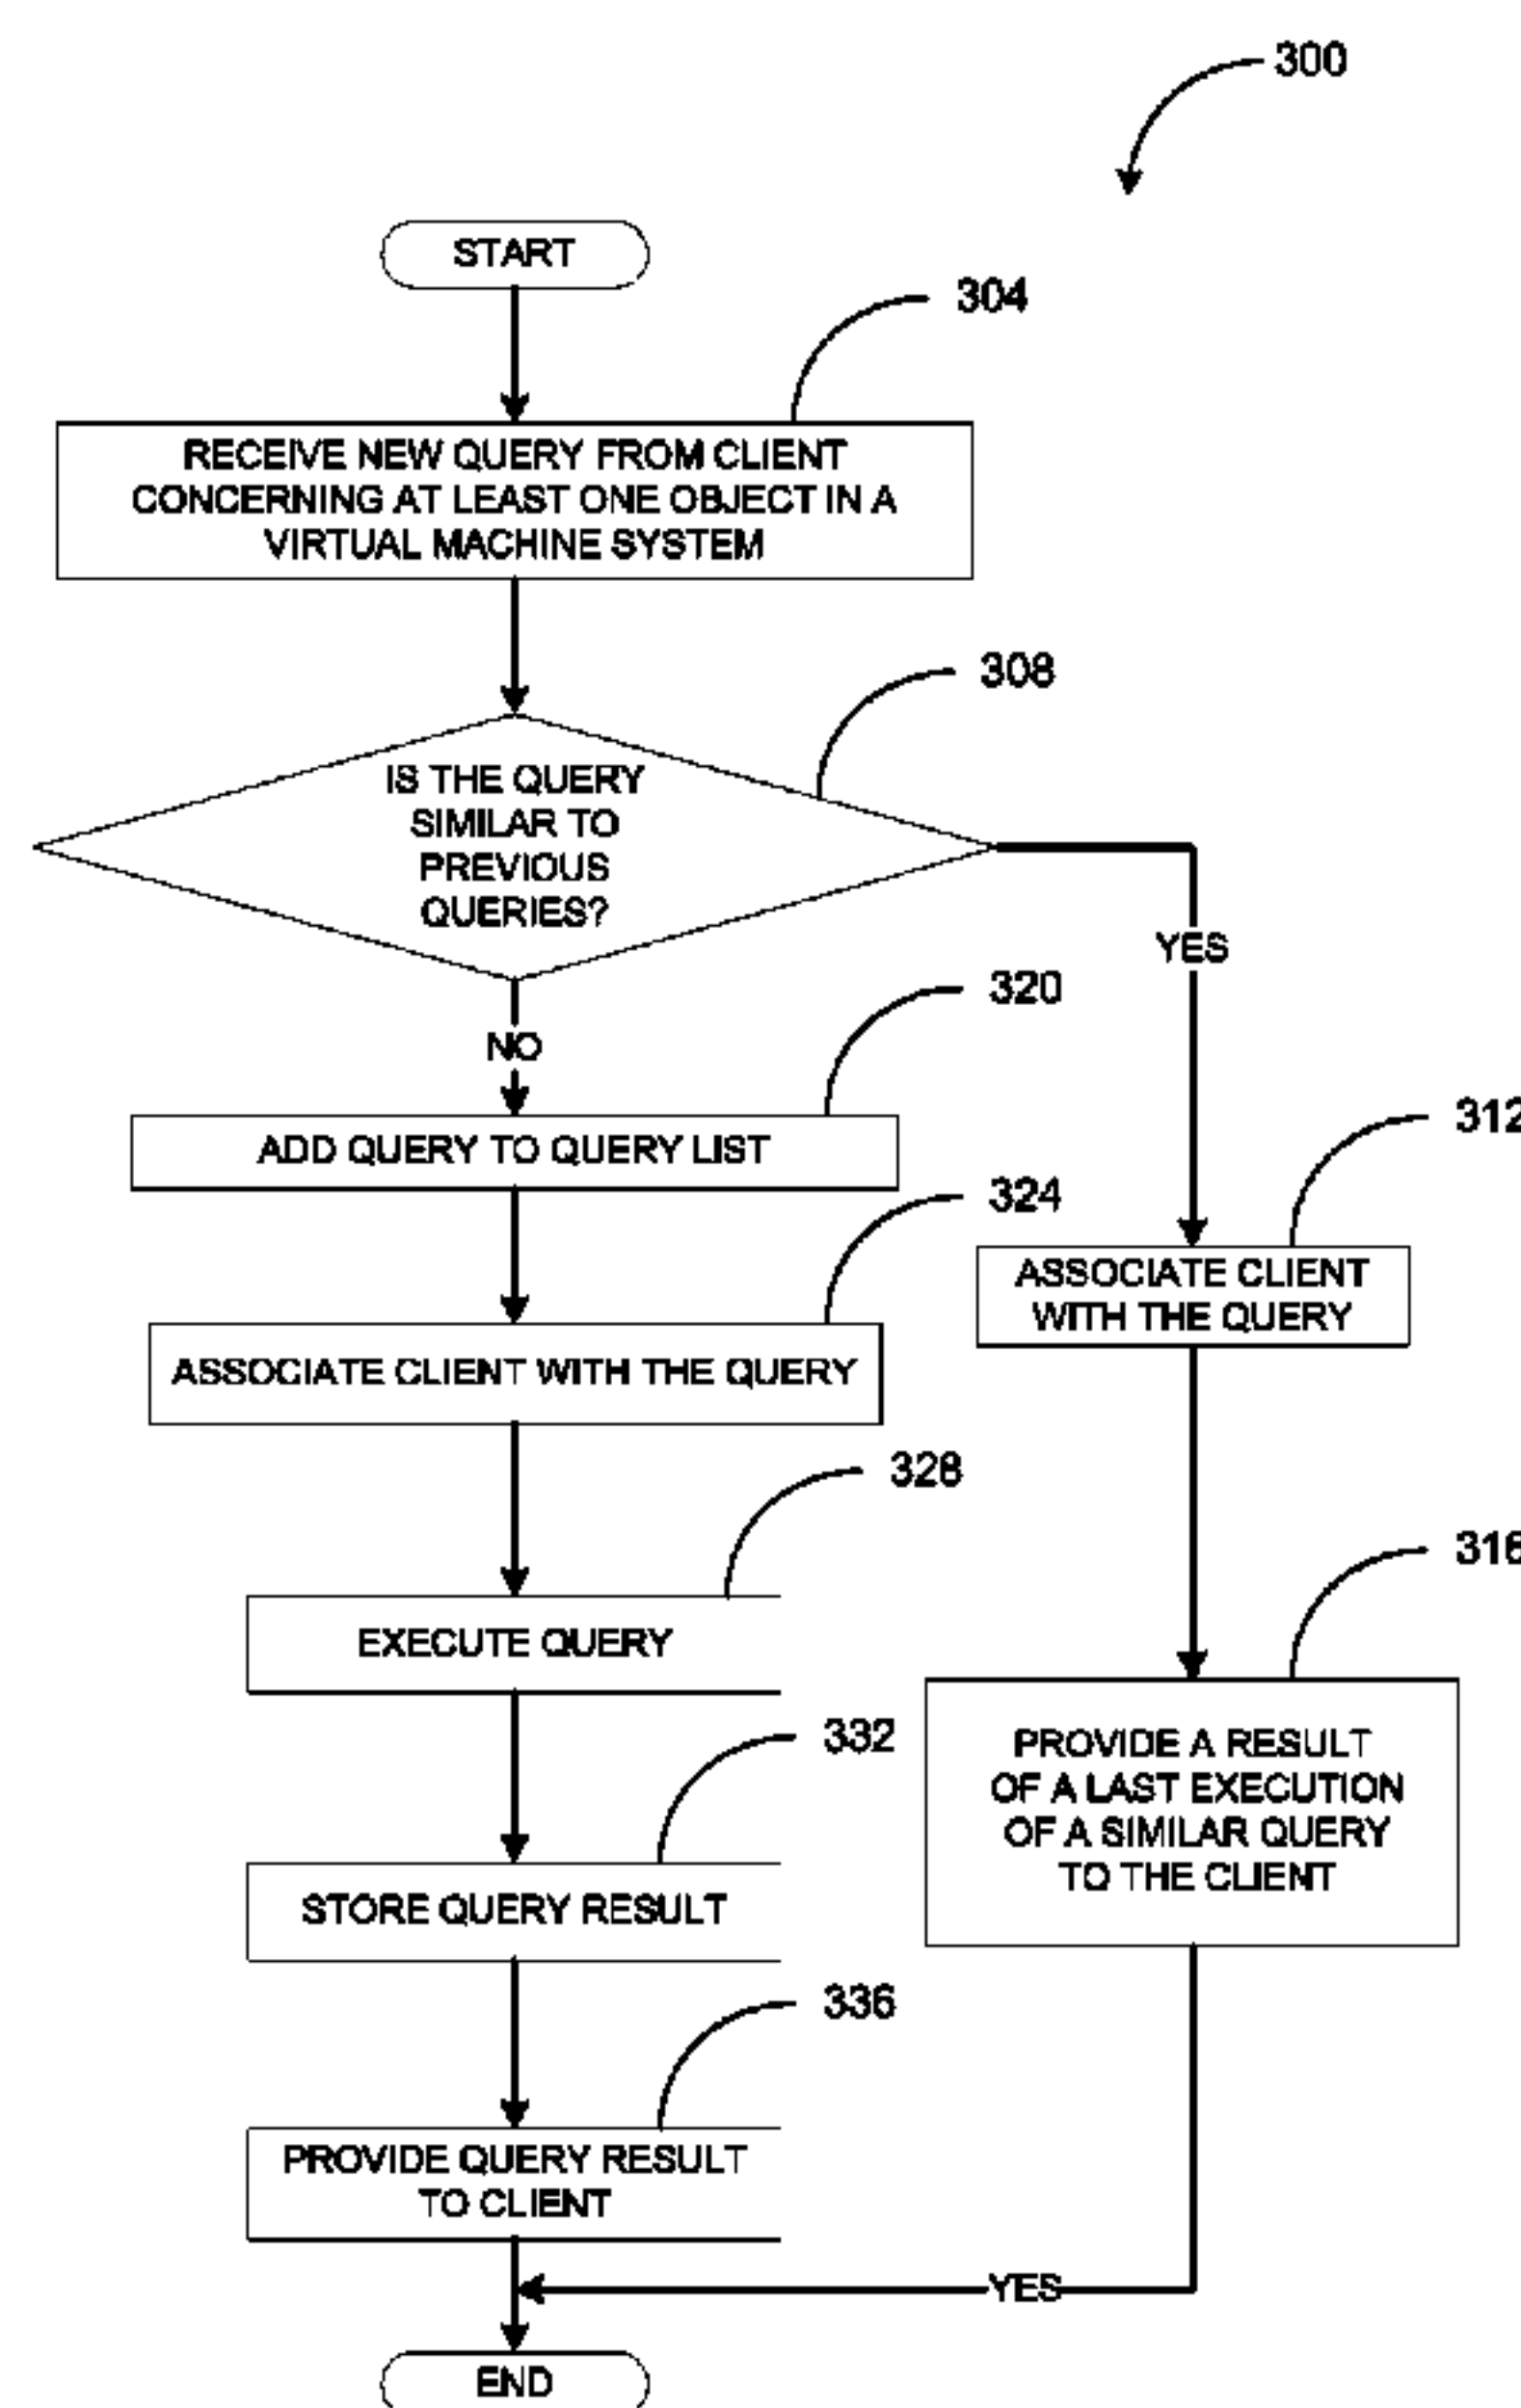 300
START
304
RECEIVE NEW QUERY FROM CLIENT
CONCERNING AT LEAST ONE OBJECT IN A
VIRTUAL MACHINE SYSTEM
308
IS THE QUERY
SIMILAR TO
PREVIOUS
QUERIES?
YES
320
NO
312
ADD QUERY TO QUERY LIST
324
ASSOCIATE CLIENT
WITH THE QUERY
ASSOCIATE CLIENT WITH THE QUERY
328
316
EXECUTE QUERY
332
PROVIDE A RESULT
OF A LAST EXECUTION
OF A SIMILAR QUERY
TO THE CLIENT
STORE QUERY RESULT
336
PROVIDE QUERY RESULT
TO CLIENT
YES
END